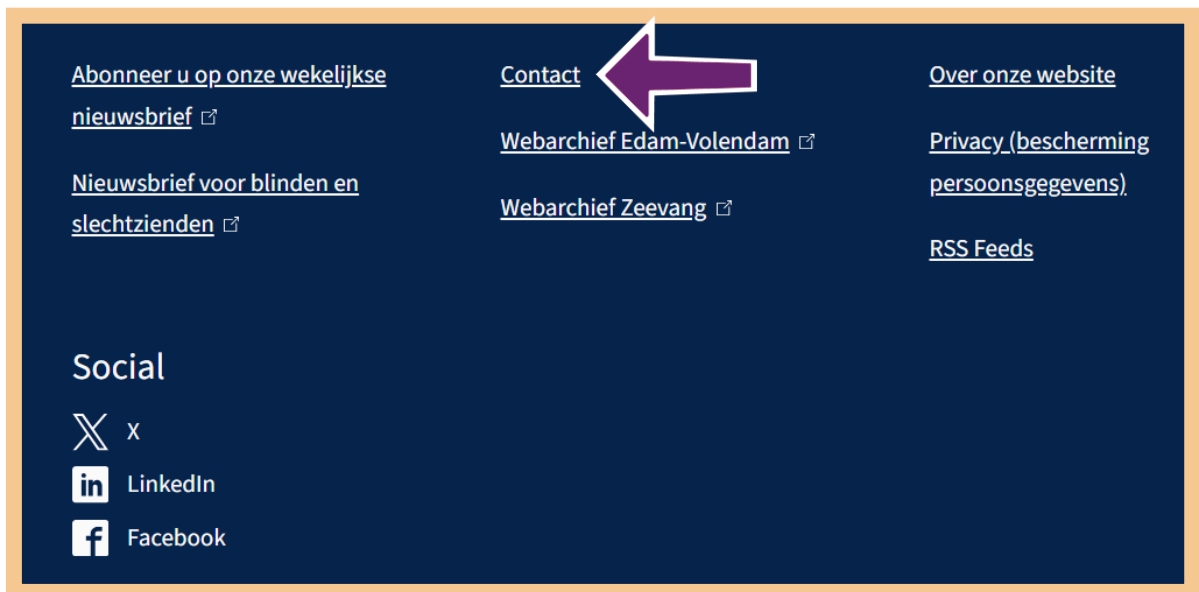 Abonneer u op onze wekelijkse
nieuwsbrief
Nieuwsbrief voor blinden en
slechtzienden
Contact
Webarchief Edam-Volendam
Webarchief Zeevang
Over onze website
Privacy (bescherming
persoonsgegevens)
RSS Feeds
Social
X
LinkedIn
Facebook